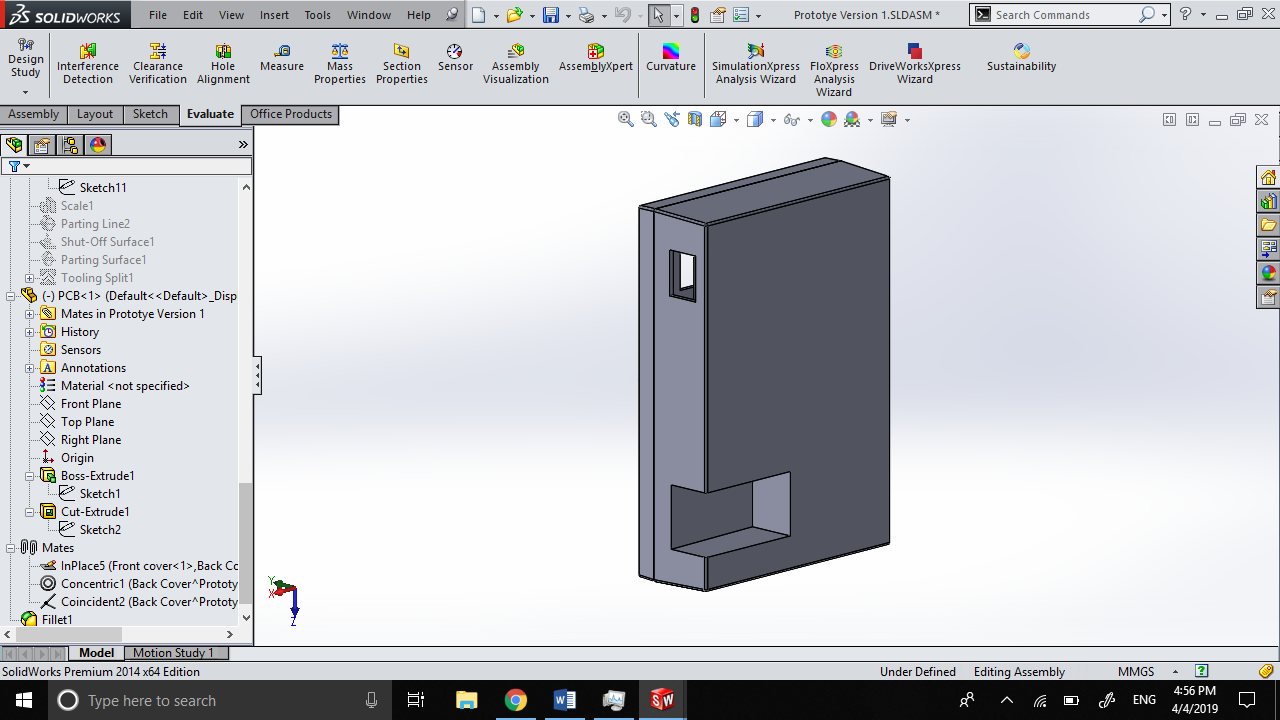 SOLIDWORKS File Edit View Insert Tools Window Help Prototye Version 1.SLDASM * Search Commands
Design Study
Interference Detection
Clearance Verification
Hole Alignment
Measure
Mass Properties
Section Properties
Sensor
Assembly Visualization
AssemblyXpert
Curvature
SimulationXpress Analysis Wizard
FloXpress Analysis Wizard
DriveWorksXpress Wizard
Sustainability
Assembly Layout Sketch Evaluate Office Products
Sketch11
Scale1
Parting Line2
Shut-Off Surface1
Parting Surface1
Tooling Split1
(-) PCB<1> (Default<<Default>_Disp
Mates in Prototye Version 1
History
Sensors
Annotations
Material <not specified>
Front Plane
Top Plane
Right Plane
Origin
Boss-Extrude1
Sketch1
Cut-Extrude1
Sketch2
Mates
InPlace5 (Front cover<1>,Back Co
Concentric1 (Back Cover^Prototy
Coincident2 (Back Cover^Prototy
Fillet1
Y
X
Z
Model Motion Study 1
SolidWorks Premium 2014 x64 Edition Under Defined Editing Assembly MMGS
Type here to search ENG 4:56 PM
4/4/2019